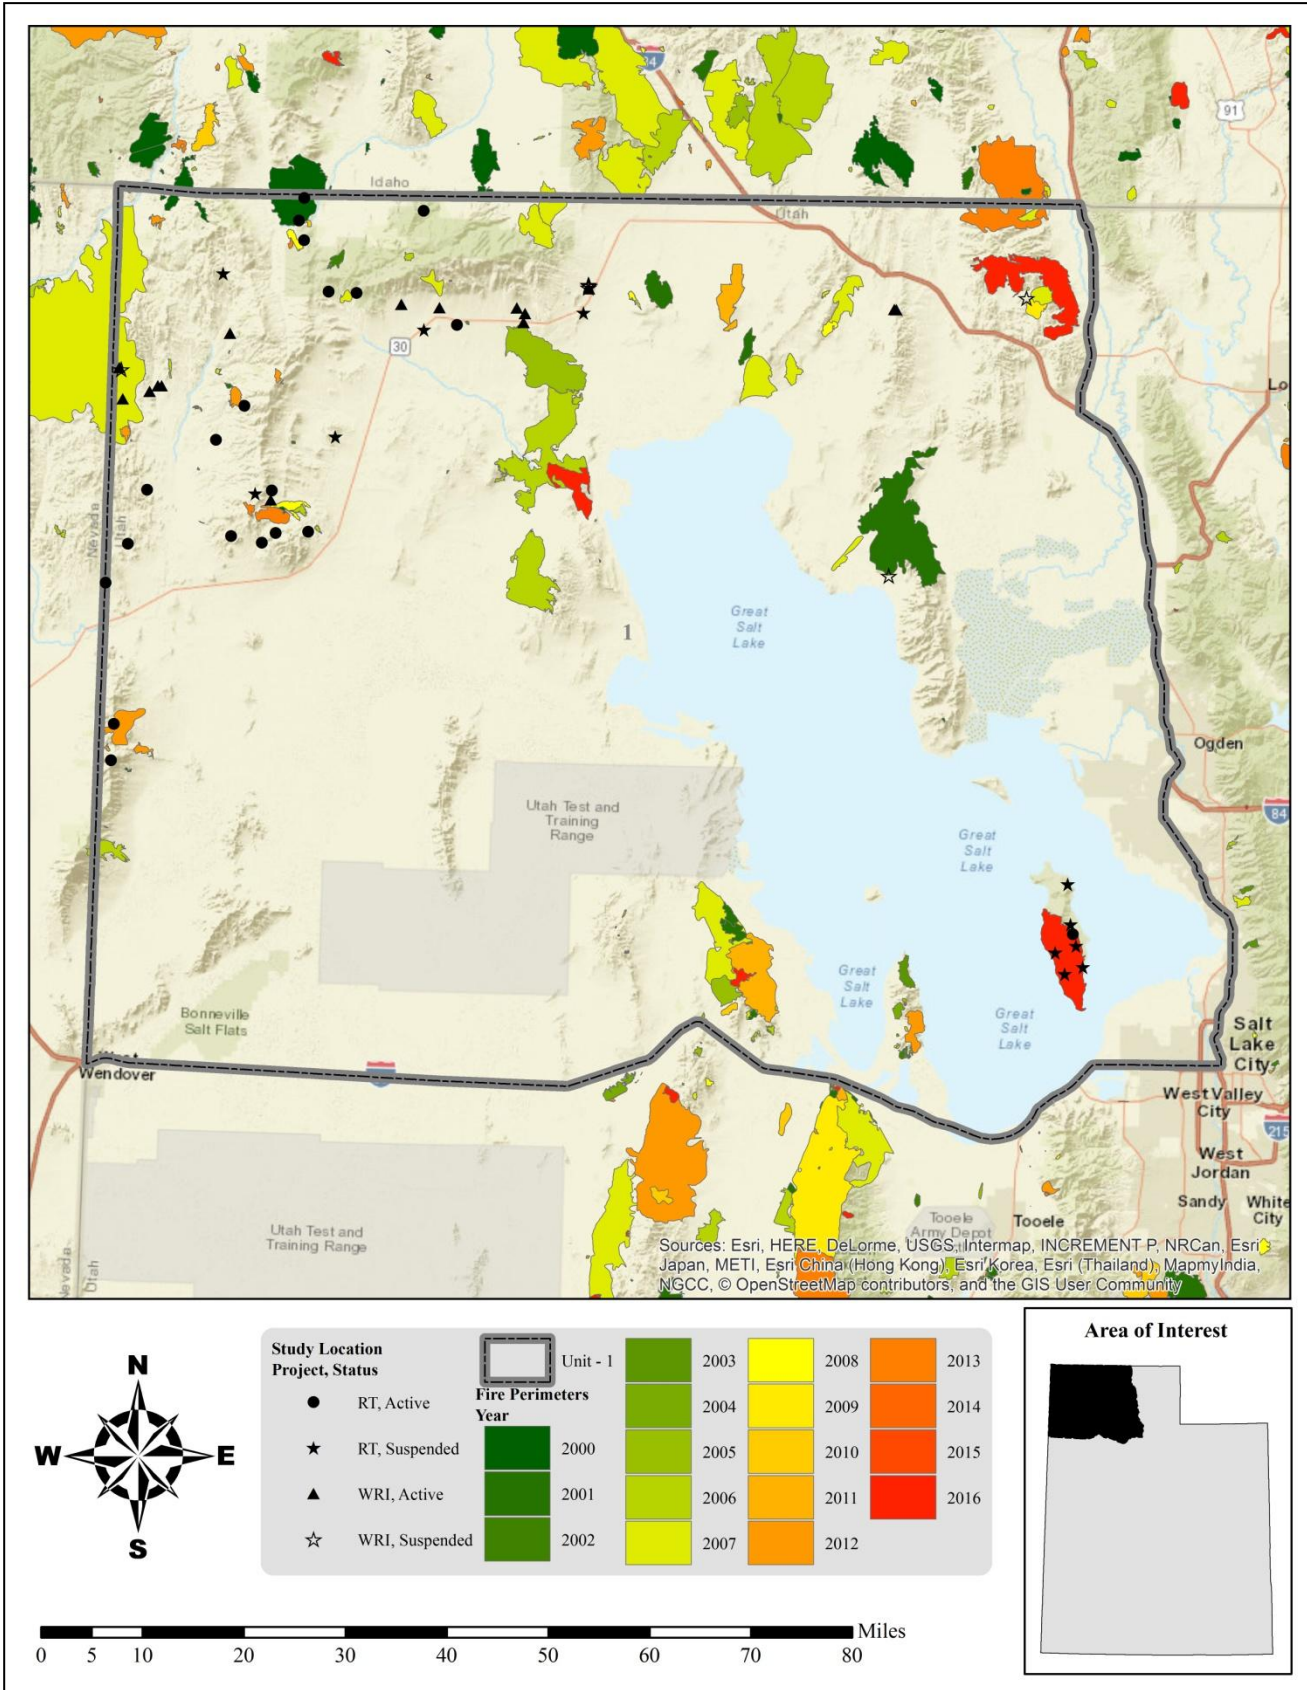 84
91
Idaho
Utah
30
Lo
Nevada
Utah
Great
Salt
Lake
1
Ogden
Utah Test and
Training
Range
84
Great
Salt
Lake
Great
Salt
Lake
Great
Salt
Lake
Bonneville
Salt Flats
Salt
Lake
City
Wendover
West Valley
City
215
West
Jordan
Sandy
White
City
Tooele
Army Depot
Tooele
Utah Test and
Training Range
Nevada
Utah
Sources: Esri, HERE, DeLorme, USGS, Intermap, INCREMENT P, NRCan, Esri
Japan, METI, Esri China (Hong Kong), Esri Korea, Esri (Thailand), MapmyIndia,
NGCC, © OpenStreetMap contributors, and the GIS User Community
N
W
E
S
Study Location
Project, Status
RT, Active
RT, Suspended
WRI, Active
WRI, Suspended
Unit - 1
Fire Perimeters
Year
2000
2001
2002
2003
2004
2005
2006
2007
2008
2009
2010
2011
2012
2013
2014
2015
2016
Area of Interest
Miles
0 5 10 20 30 40 50 60 70 80